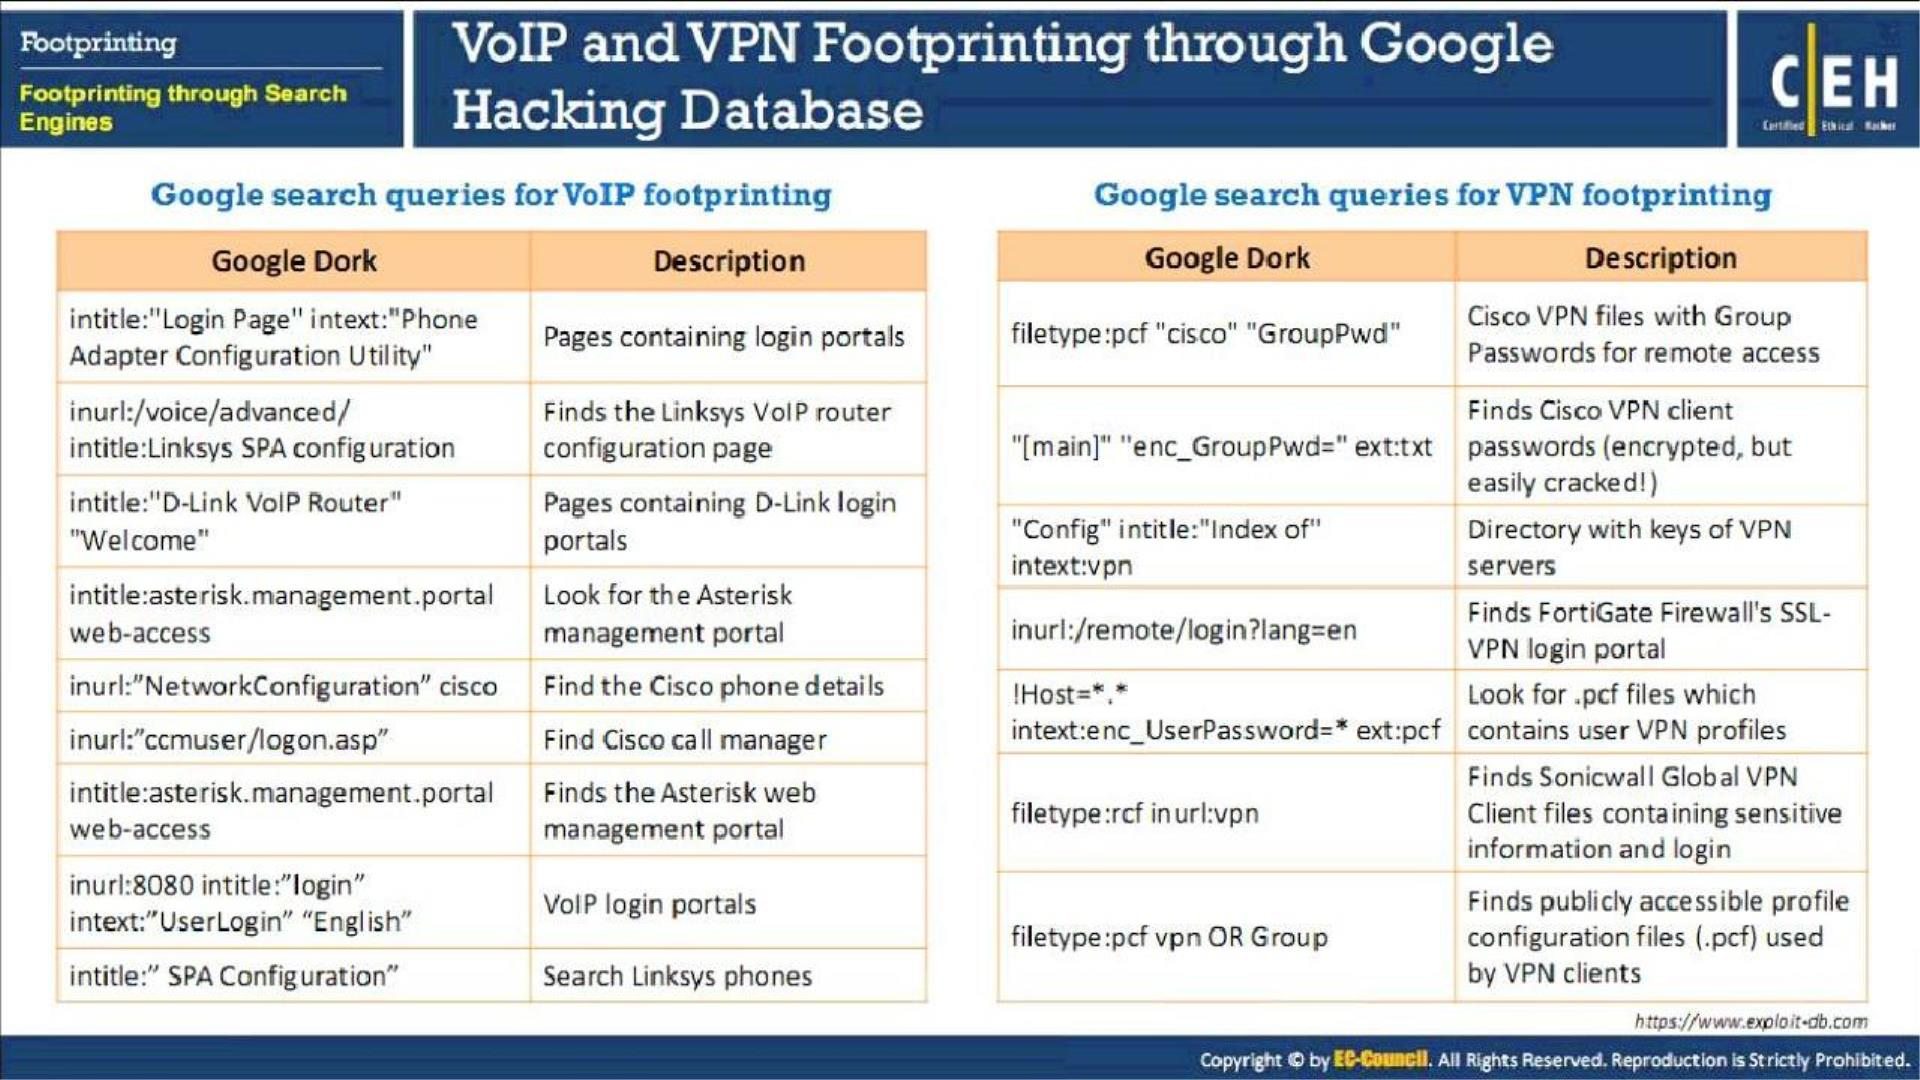 Footprinting
Footprinting through Search
Engines
VoIP and VPN Footprinting through Google
Hacking Database
C|EH
Certified Ethical Hacker
Google search queries for VoIP footprinting
Google Dork
Description
intitle:"Login Page" intext:"Phone
Adapter Configuration Utility"
Pages containing login portals
inurl:/voice/advanced/
intitle:Linksys SPA configuration
Finds the Linksys VoIP router
configuration page
intitle:"D-Link VoIP Router"
"Welcome"
Pages containing D-Link login
portals
intitle:asterisk.management.portal
web-access
Look for the Asterisk
management portal
inurl:”NetworkConfiguration” cisco
Find the Cisco phone details
inurl:”ccmuser/logon.asp”
Find Cisco call manager
intitle:asterisk.management.portal
web-access
Finds the Asterisk web
management portal
inurl:8080 intitle:”login”
intext:”UserLogin” “English”
VoIP login portals
intitle:” SPA Configuration”
Search Linksys phones
Google search queries for VPN footprinting
Google Dork
Description
filetype:pcf "cisco" "GroupPwd"
Cisco VPN files with Group
Passwords for remote access
"[main]" "enc_GroupPwd=" ext:txt
Finds Cisco VPN client
passwords (encrypted, but
easily cracked!)
"Config" intitle:"Index of"
intext:vpn
Directory with keys of VPN
servers
inurl:/remote/login?lang=en
Finds FortiGate Firewall's SSL-
VPN login portal
!Host=*.*
intext:enc_UserPassword=* ext:pcf
Look for .pcf files which
contains user VPN profiles
filetype:rcf inurl:vpn
Finds Sonicwall Global VPN
Client files containing sensitive
information and login
filetype:pcf vpn OR Group
Finds publicly accessible profile
configuration files (.pcf) used
by VPN clients
https://www.exploit-db.com
Copyright © by EC-Council. All Rights Reserved. Reproduction is Strictly Prohibited.